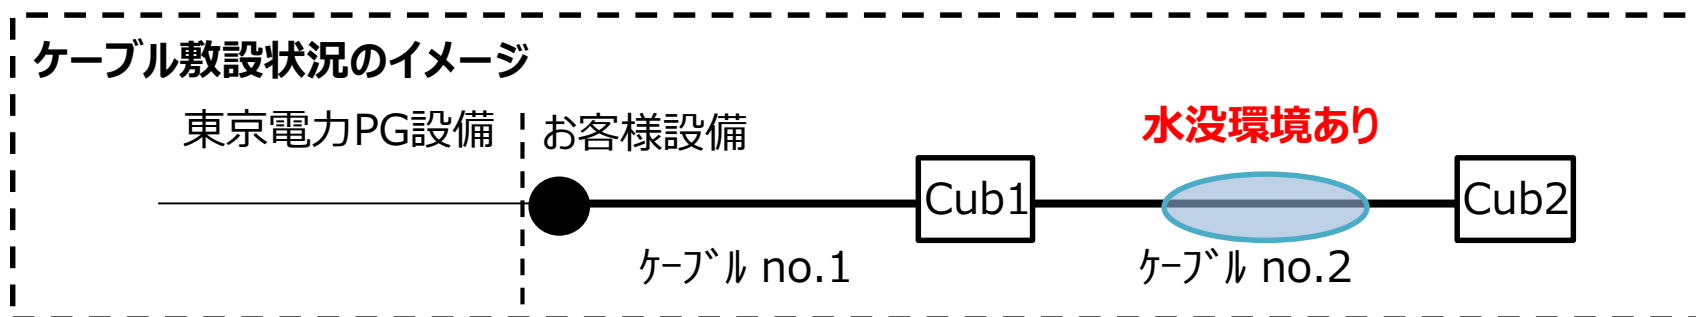 ケーブル敷設状況のイメージ
東京電力PG設備
お客様設備
水没環境あり
Cub1
Cub2
ｹｰﾌﾞﾙ no.1
ｹｰﾌﾞﾙ no.2